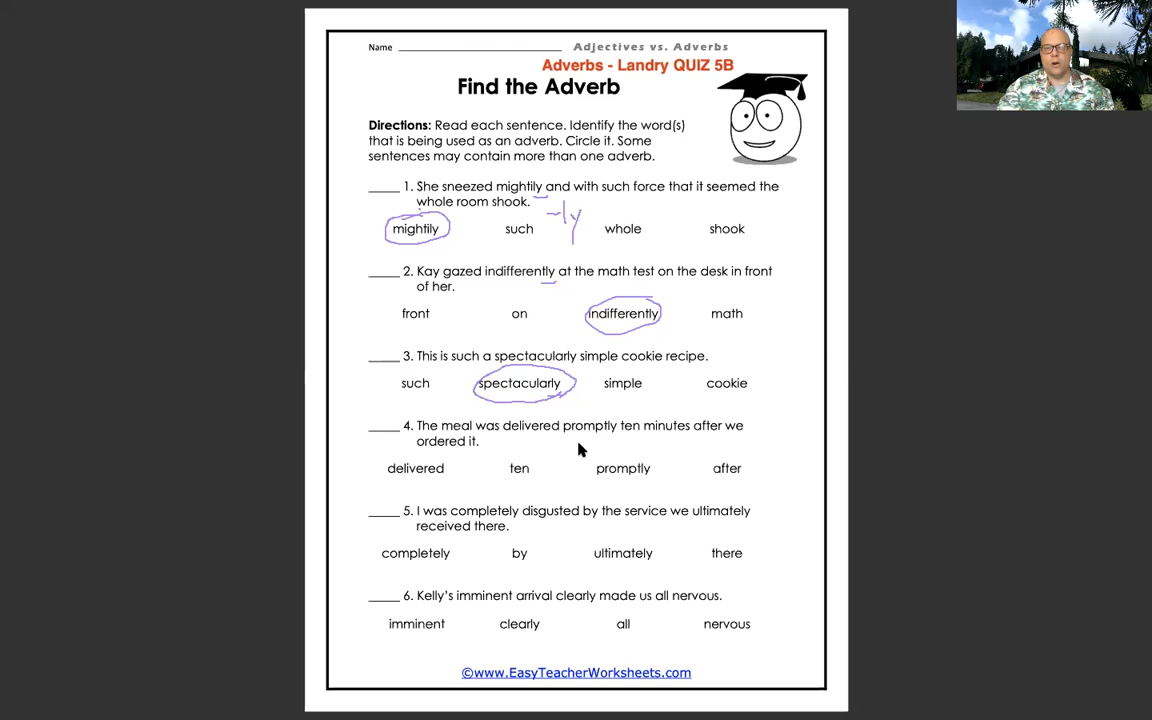 Name
Adjectives vs. Adverbs
Adverbs - Landry QUIZ 5B
Find the Adverb
Directions: Read each sentence. Identify the word(s)
that is being used as an adverb. Circle it. Some
sentences may contain more than one adverb.
_____ 1. She sneezed mightily and with such force that it seemed the
whole room shook.
-ly
mightily such whole shook
_____ 2. Kay gazed indifferently at the math test on the desk in front
of her.
front on indifferently math
_____ 3. This is such a spectacularly simple cookie recipe.
such spectacularly simple cookie
_____ 4. The meal was delivered promptly ten minutes after we
ordered it.
delivered ten promptly after
_____ 5. I was completely disgusted by the service we ultimately
received there.
completely by ultimately there
_____ 6. Kelly's imminent arrival clearly made us all nervous.
imminent clearly all nervous
©www.EasyTeacherWorksheets.com